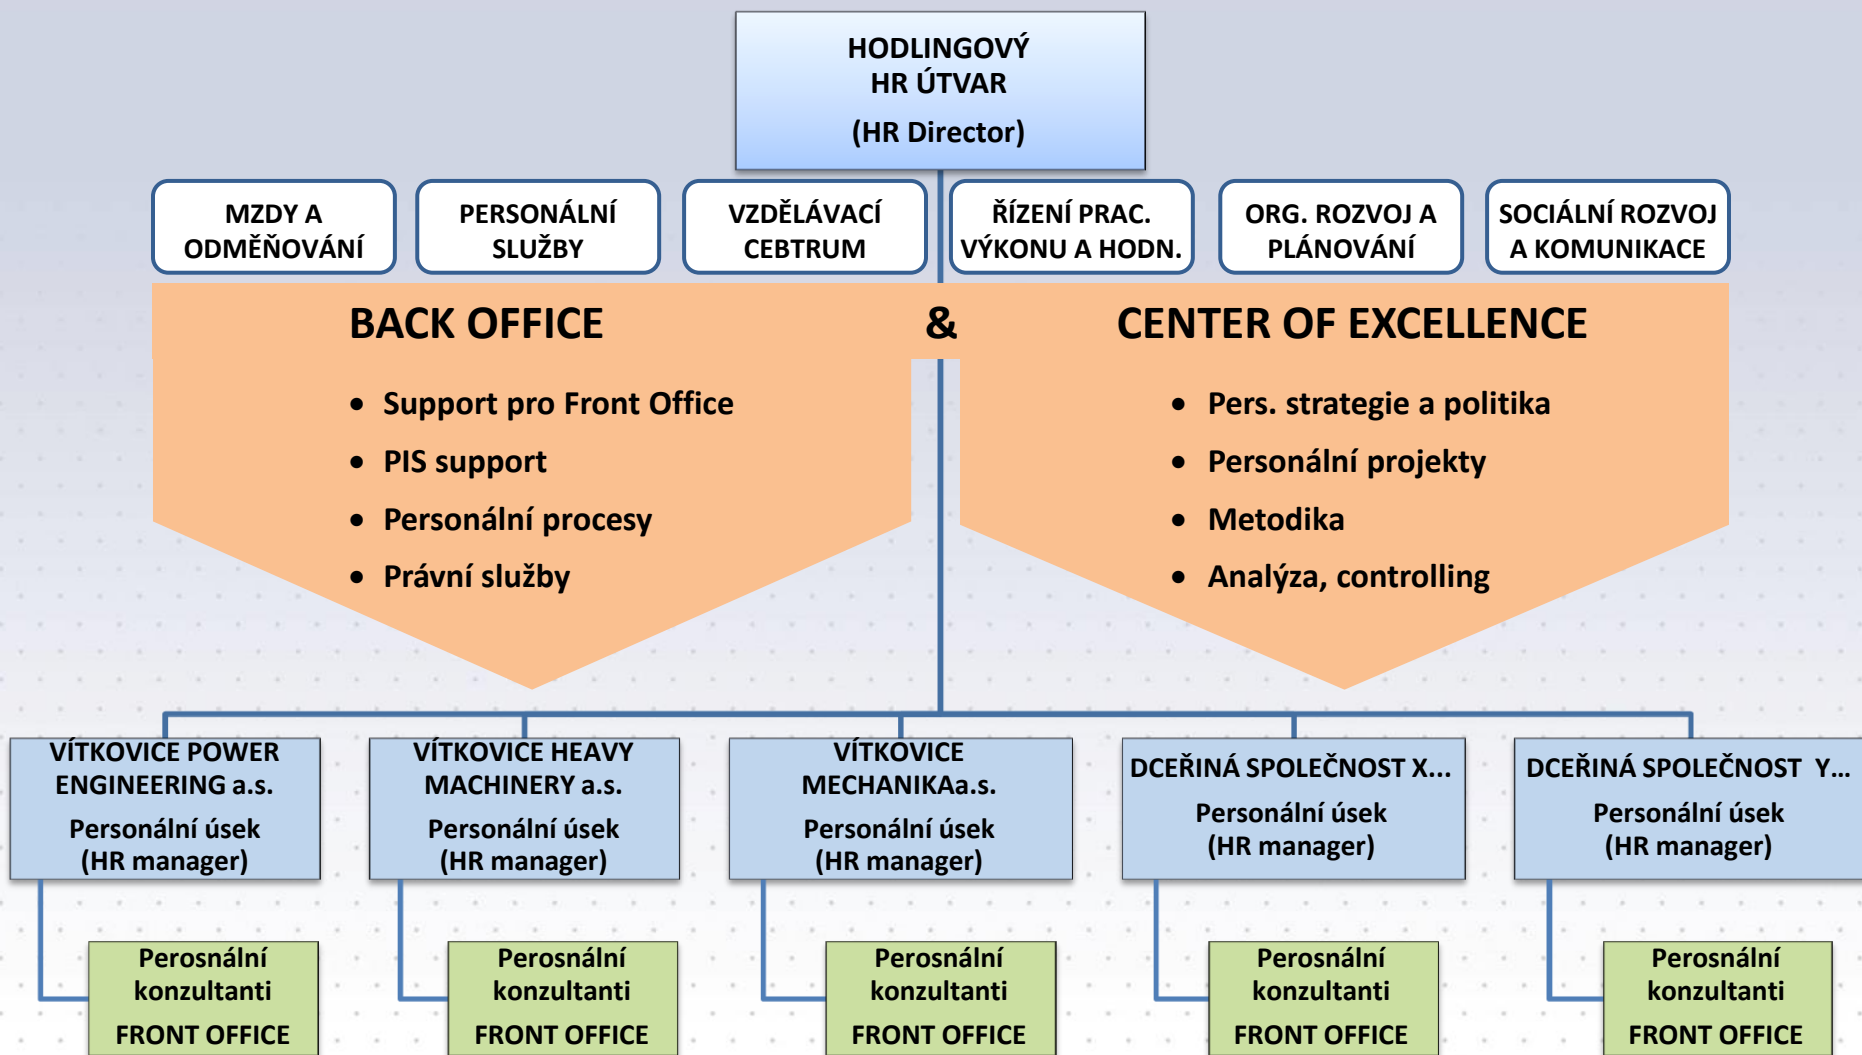 HODLINGOVÝ
HR ÚTVAR
(HR Director)
MZDY A
ODMĚŇOVÁNÍ
PERSONÁLNÍ
SLUŽBY
VZDĚLÁVACÍ
CEBTRUM
ŘÍZENÍ PRAC.
VÝKONU A HODN.
ORG. ROZVOJ A
PLÁNOVÁNÍ
SOCIÁLNÍ ROZVOJ
A KOMUNIKACE
BACK OFFICE & CENTER OF EXCELLENCE
• Support pro Front Office
• PIS support
• Personální procesy
• Právní služby
• Pers. strategie a politika
• Personální projekty
• Metodika
• Analýza, controlling
VÍTKOVICE POWER
ENGINEERING a.s.
Personální úsek
(HR manager)
VÍTKOVICE HEAVY
MACHINERY a.s.
Personální úsek
(HR manager)
VÍTKOVICE
MECHANIKAa.s.
Personální úsek
(HR manager)
DCEŘINÁ SPOLEČNOST X...
Personální úsek
(HR manager)
DCEŘINÁ SPOLEČNOST Y...
Personální úsek
(HR manager)
Perosnální
konzultanti
FRONT OFFICE
Perosnální
konzultanti
FRONT OFFICE
Perosnální
konzultanti
FRONT OFFICE
Perosnální
konzultanti
FRONT OFFICE
Perosnální
konzultanti
FRONT OFFICE